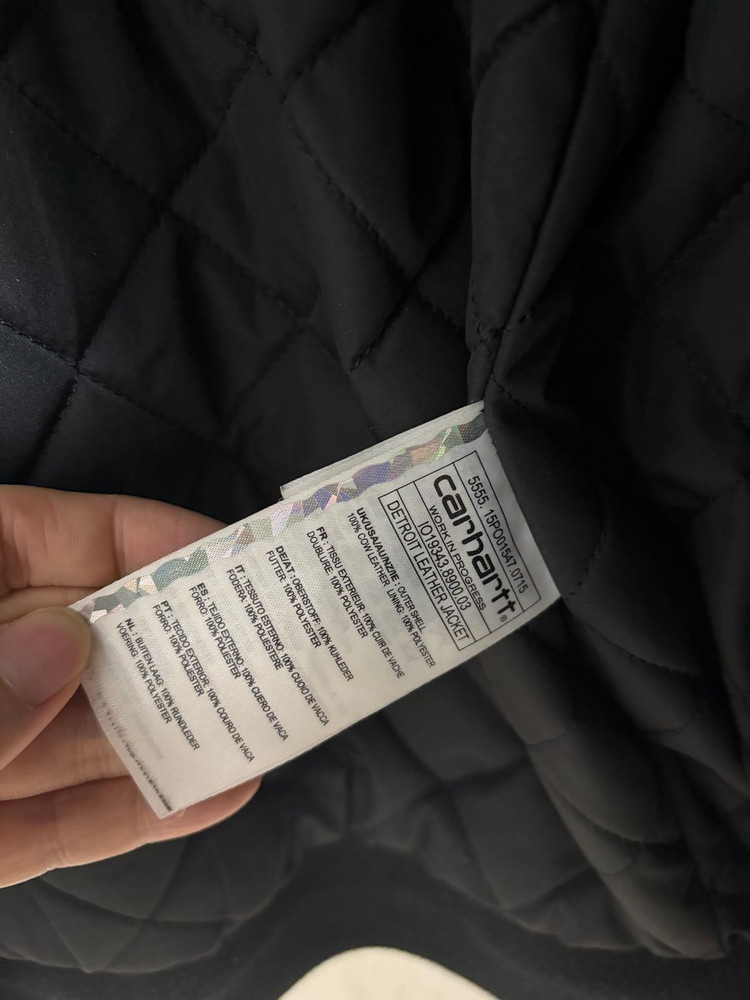 5555. 15PO01547 0715
carhartt®
WORK IN PROGRESS
IO19343 8900.03
DETROIT LEATHER JACKET
UK/USA/AU/NZ/IE : OUTER SHELL
100% COW LEATHER LINING: 100% POLYESTER
FR : TISSU EXTERIEUR: 100% CUIR DE VACHE
DOUBLURE: 100% POLYESTER
DE/AT : OBERSTOFF: 100% KUHLEDER
FUTTER: 100% POLYESTER
IT : TESSUTO ESTERNO: 100% CUOIO DE VACCA
FODERA: 100% POLIESTERE
ES : TEJIDO EXTERNO: 100% CUERO DE VACA
FORRO: 100% POLIESTER
PT : TECIDO EXTERIOR: 100% COURO DE VACA
FORRO: 100% POLIESTER
NL : BUITEN LAAG: 100% RUNDLEDER
VOERING: 100% POLYESTER